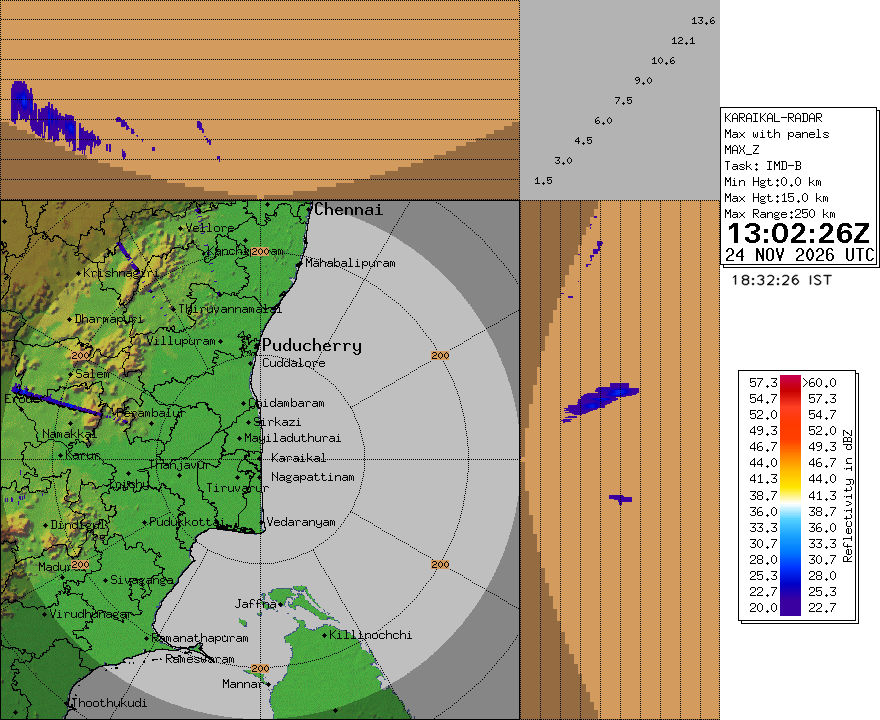 13.6
12.1
10.6
9.0
7.5
6.0
4.5
3.0
1.5
KARAIKAL-RADAR
Max with panels
MAX_Z
Task: IMD-B
Min Hgt:0.0 km
Max Hgt:15.0 km
Max Range:250 km
13:02:26Z
24 NOV 2026 UTC
18:32:26 IST
Chennai
Vellore
200
Mahabalipuram
Krishnagiri
Thiruvannamalai
Dharmapuri
Villupuram
Puducherry
200
200
Cuddalore
Salem
Erode
Chidambaram
Perambalur
Sirkazi
Namakkal
Mayiladuthurai
Karur
Karaikal
Thanjavur
Nagapattinam
Tiruvarur
Dindigul
Pudukkottai
Vedaranyam
200
200
Sivaganga
Jaffna
Virudhunagar
Killinochchi
Ramanathapuram
Rameswaram
200
Mannar
Thoothukudi
57.3 >60.0
54.7 57.3
52.0 54.7
49.3 52.0
46.7 49.3
44.0 46.7
41.3 44.0
38.7 41.3
36.0 38.7
33.3 36.0
30.7 33.3
28.0 30.7
25.3 28.0
22.7 25.3
20.0 22.7
Reflectivity in dBZ